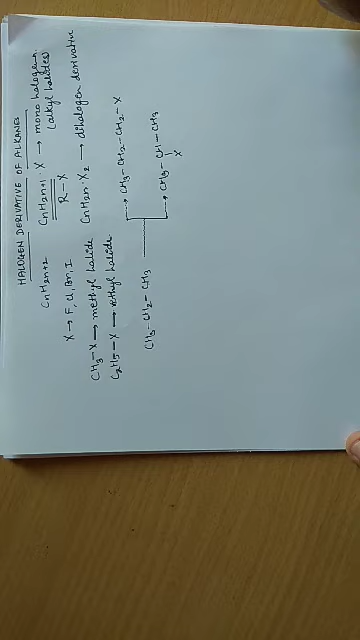 HALOGEN DERIVATIVE OF ALKANES
CnH2n+2 CnH2n+1·X → mono halogen
(alkyl halides)
R-X
X → F, Cl, Br, I CnH2n·X2 → dihalogen derivative
CH3-X → methyl halide
C2H5-X → ethyl halide
CH3-CH2-CH2-X
CH3-CH2-CH3
CH3-CH-CH3
X